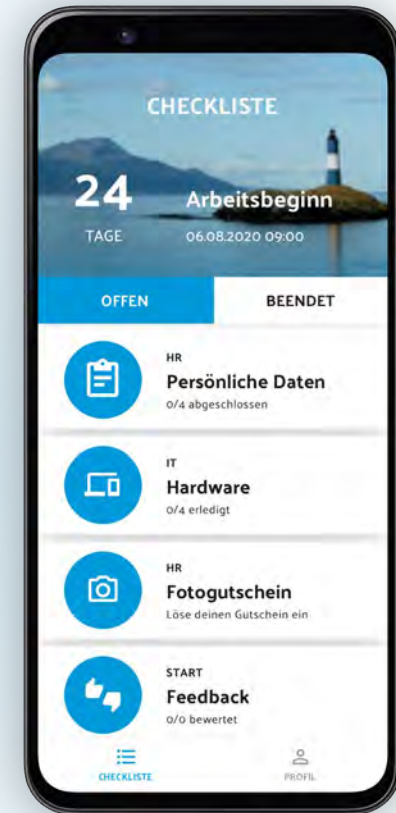 CHECKLISTE
24
TAGE
Arbeitsbeginn
06.08.2020 09:00
OFFEN
BEENDET
HR
Persönliche Daten
0/4 abgeschlossen
IT
Hardware
0/4 erledigt
HR
Fotogutschein
Löse deinen Gutschein ein
START
Feedback
0/0 bewertet
CHECKLISTE
PROFIL